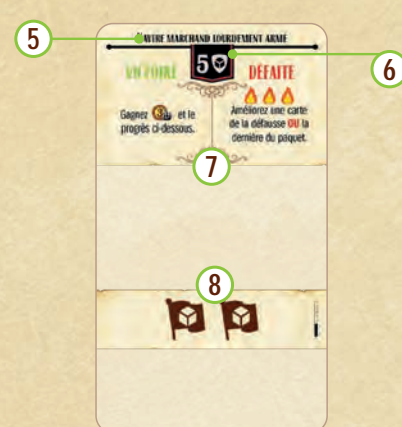 5
NAVIRE MARCHAND LOURDEMENT ARMÉ
5
6
VICTOIRE
DÉFAITE
Gagnez et le
progrès ci-dessous.
Améliorez une carte
de la défausse OU la
dernière du paquet.
7
8